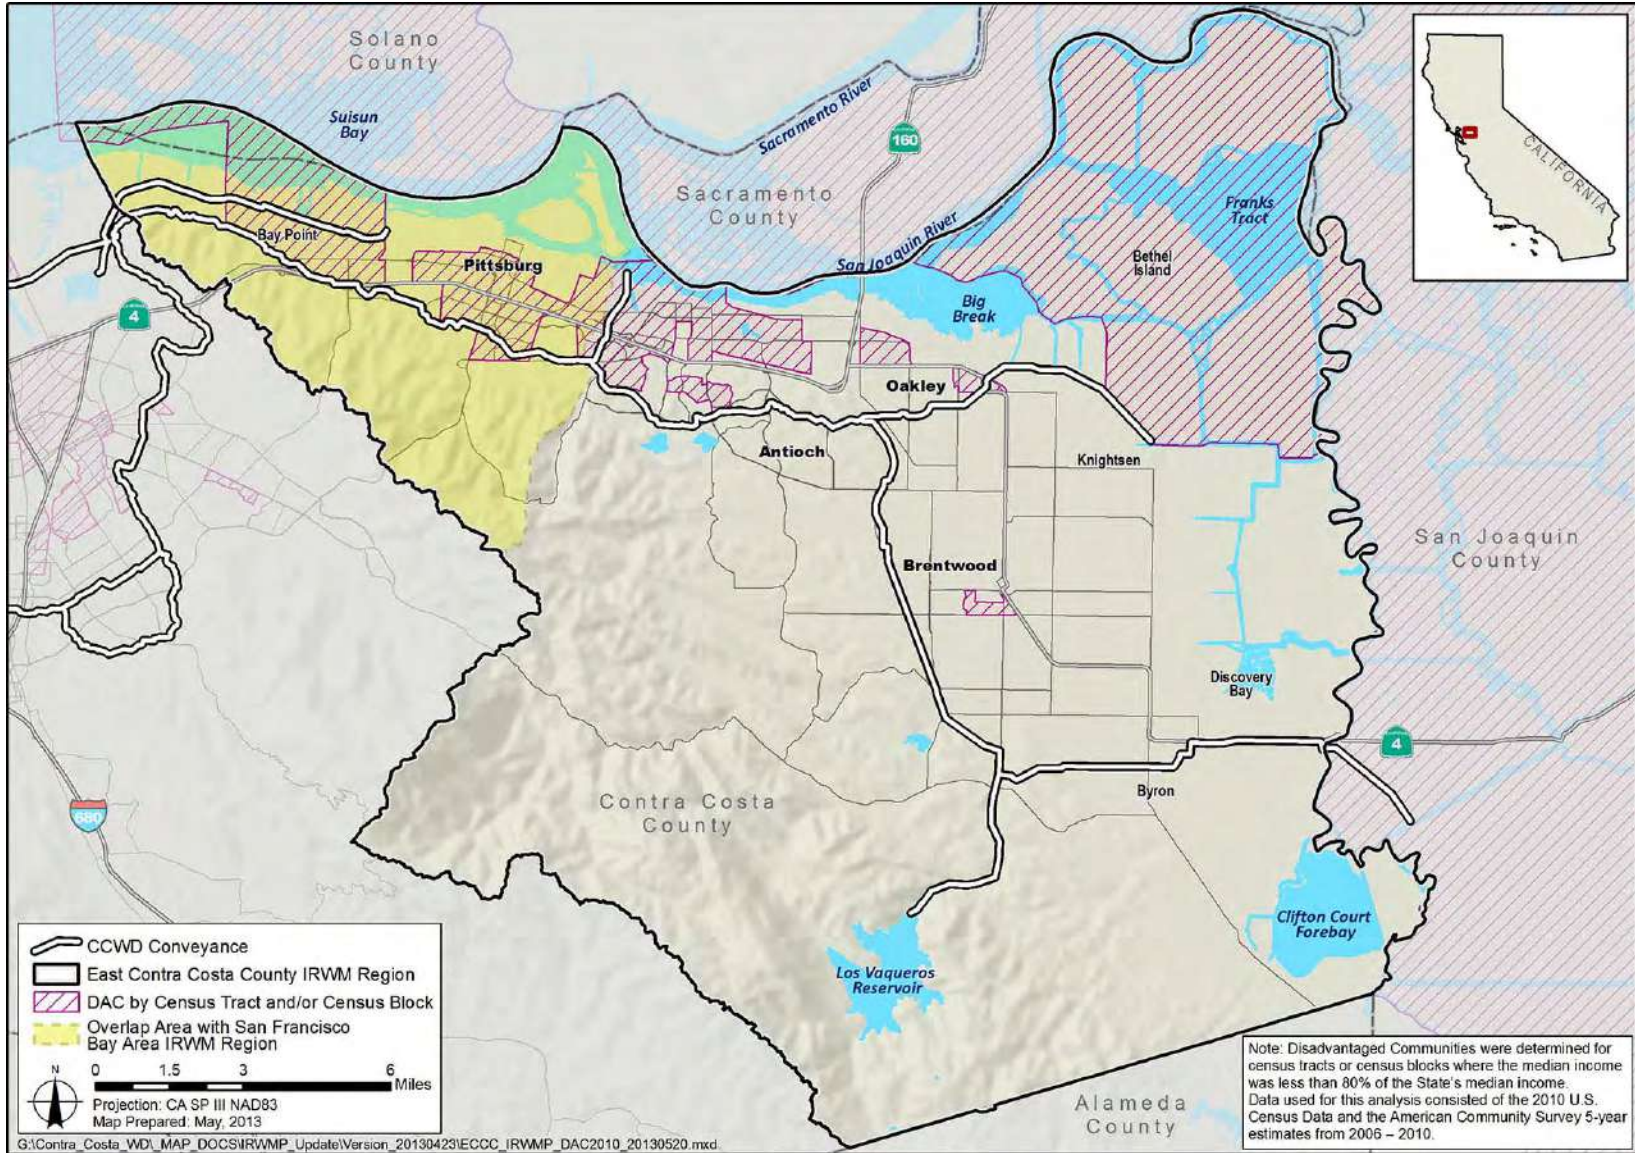 Solano
County
Suisun
Bay
Sacramento River
160
Sacramento
County
San Joaquin River
Franks
Tract
Bethel
Island
Big
Break
CALIFORNIA
Bay Point
Pittsburg
4
Oakley
Antioch
Knightsen
Brentwood
San Joaquin
County
Discovery
Bay
4
Byron
Contra Costa
County
680
Clifton Court
Forebay
Los Vaqueros
Reservoir
Alameda
County
CCWD Conveyance
East Contra Costa County IRWM Region
DAC by Census Tract and/or Census Block
Overlap Area with San Francisco
Bay Area IRWM Region
N
0 1.5 3 6
Miles
Projection: CA SP III NAD83
Map Prepared: May, 2013
G:\Contra_Costa_WD\_MAP_DOCS\IRWMP_Update\Version_20130423\ECCC_IRWMP_DAC2010_20130520.mxd
Note: Disadvantaged Communities were determined for
census tracts or census blocks where the median income
was less than 80% of the State's median income.
Data used for this analysis consisted of the 2010 U.S.
Census Data and the American Community Survey 5-year
estimates from 2006 – 2010.